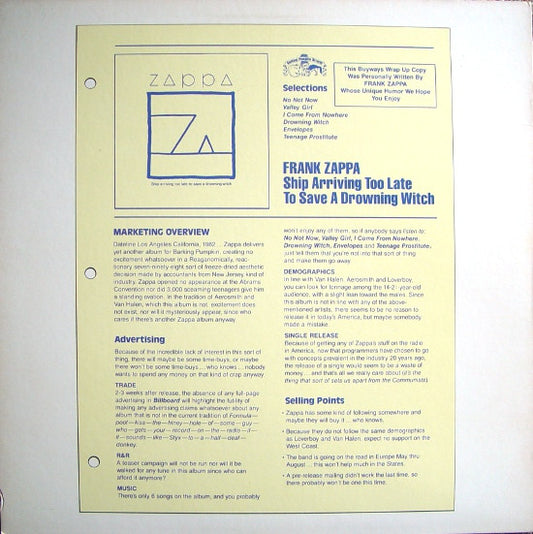 zappa
Ship arriving too late to save a drowning witch
This Buyways Wrap Up Copy
Was Personally Written By
FRANK ZAPPA
Whose Unique Humor We Hope
You Enjoy
Selections
No Not Now
Valley Girl
I Come From Nowhere
Drowning Witch
Envelopes
Teenage Prostitute
FRANK ZAPPA
Ship Arriving Too Late
To Save A Drowning Witch
MARKETING OVERVIEW
Dateline Los Angeles California, 1982 ... Zappa delivers
yet another album for Barking Pumpkin, creating no
excitement whatsoever in a Reaganomically, reac-
tionary seven-ninely-eight sort of freeze-dried aesthetic
decision made by accountants from New Jersey kind of
industry. Zappa opened no appearance at the Abrams
Convention nor did 3,000 screaming teenagers give him
a standing ovation. In the tradition of Aerosmith and
Van Halen, which this album is not, excitement does
not exist, nor will it mysteriously appear, since who
cares if there's another Zappa album anyway.
Advertising
Because of the incredible lack of interest in this sort of
thing, there will maybe be some time-buys, or maybe
there won't be some time-buys ... who knows ... nobody
wants to spend any money on that kind of crap anyway.
TRADE
2-3 weeks after release, the absence of any full-page
advertising in Billboard will highlight the futility of
making any advertising claims whatsoever about any
album that is not in the current tradition of Formula—
poof—kiss—the—hiney—hole—of—some—guy—
who—gets—your—record—on—the—radio—if—
it—sounds—like—Styx—to—a—half—deaf—
donkey.
R&R
A teaser campaign will not be run nor will it be
walked for any tune in this album since who can
afford it anymore?
MUSIC
There's only 6 songs on the album, and you probably
won't enjoy any of them, so if anybody says listen to:
No Not Now, Valley Girl, I Come From Nowhere,
Drowning Witch, Envelopes and Teenage Prostitute,
just tell them that you're not into that sort of thing
and make them go away.
DEMOGRAPHICS
In line with Van Halen, Aerosmith and Loverboy,
you can look for tonnage among the 14-21 year old
audience, with a slight slant toward the males. Since
this album is not in line with any of the above-
mentioned artists, there seems to be no reason to
release it in today's America, but maybe somebody
made a mistake.
SINGLE RELEASE
Because of getting any of Zappa's stuff on the radio
in America, now that programmers have chosen to go
with concepts prevalent in the industry 20 years ago,
the release of a single would seem to be a waste of
money ... and that's all we really care about (it's the
thing that sort of sets us apart from the Communists).
Selling Points
• Zappa has some kind of following somewhere and
maybe they will buy it ... who knows.
• Because they do not follow the same demographics
as Loverboy and Van Halen, expect no support on the
West Coast.
• The band is going on the road in Europe May thru
August ... this won't help much in the States.
• A pre-release mailing didn't work the last time, so
there probably won't be one this time.